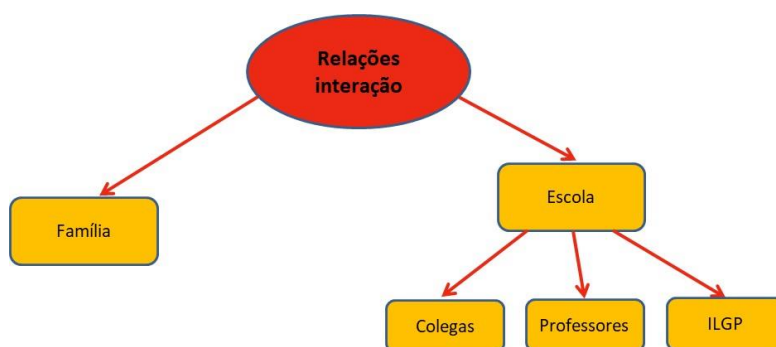 Relações
interação
Família
Escola
Colegas
Professores
ILGP